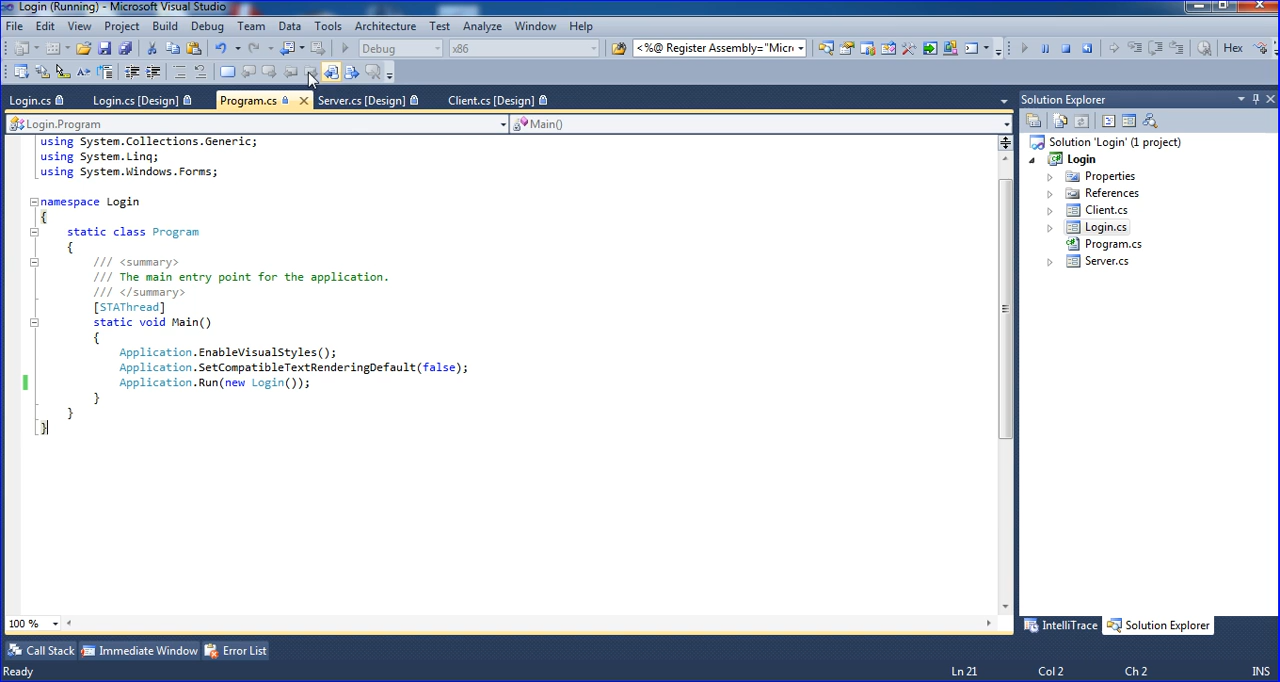 Login (Running) - Microsoft Visual Studio
File Edit View Project Build Debug Team Data Tools Architecture Test Analyze Window Help
Debug x86 <%@ Register Assembly="Micro Hex
Login.cs Login.cs [Design] Program.cs Server.cs [Design] Client.cs [Design]
Solution Explorer
Login.Program Main()
using System.Collections.Generic;
using System.Linq;
using System.Windows.Forms;
namespace Login
{
static class Program
{
/// <summary>
/// The main entry point for the application.
/// </summary>
[STAThread]
static void Main()
{
Application.EnableVisualStyles();
Application.SetCompatibleTextRenderingDefault(false);
Application.Run(new Login());
}
}
}
Solution 'Login' (1 project)
Login
Properties
References
Client.cs
Login.cs
Program.cs
Server.cs
100 %
IntelliTrace Solution Explorer
Call Stack Immediate Window Error List
Ready Ln 21 Col 2 Ch 2 INS